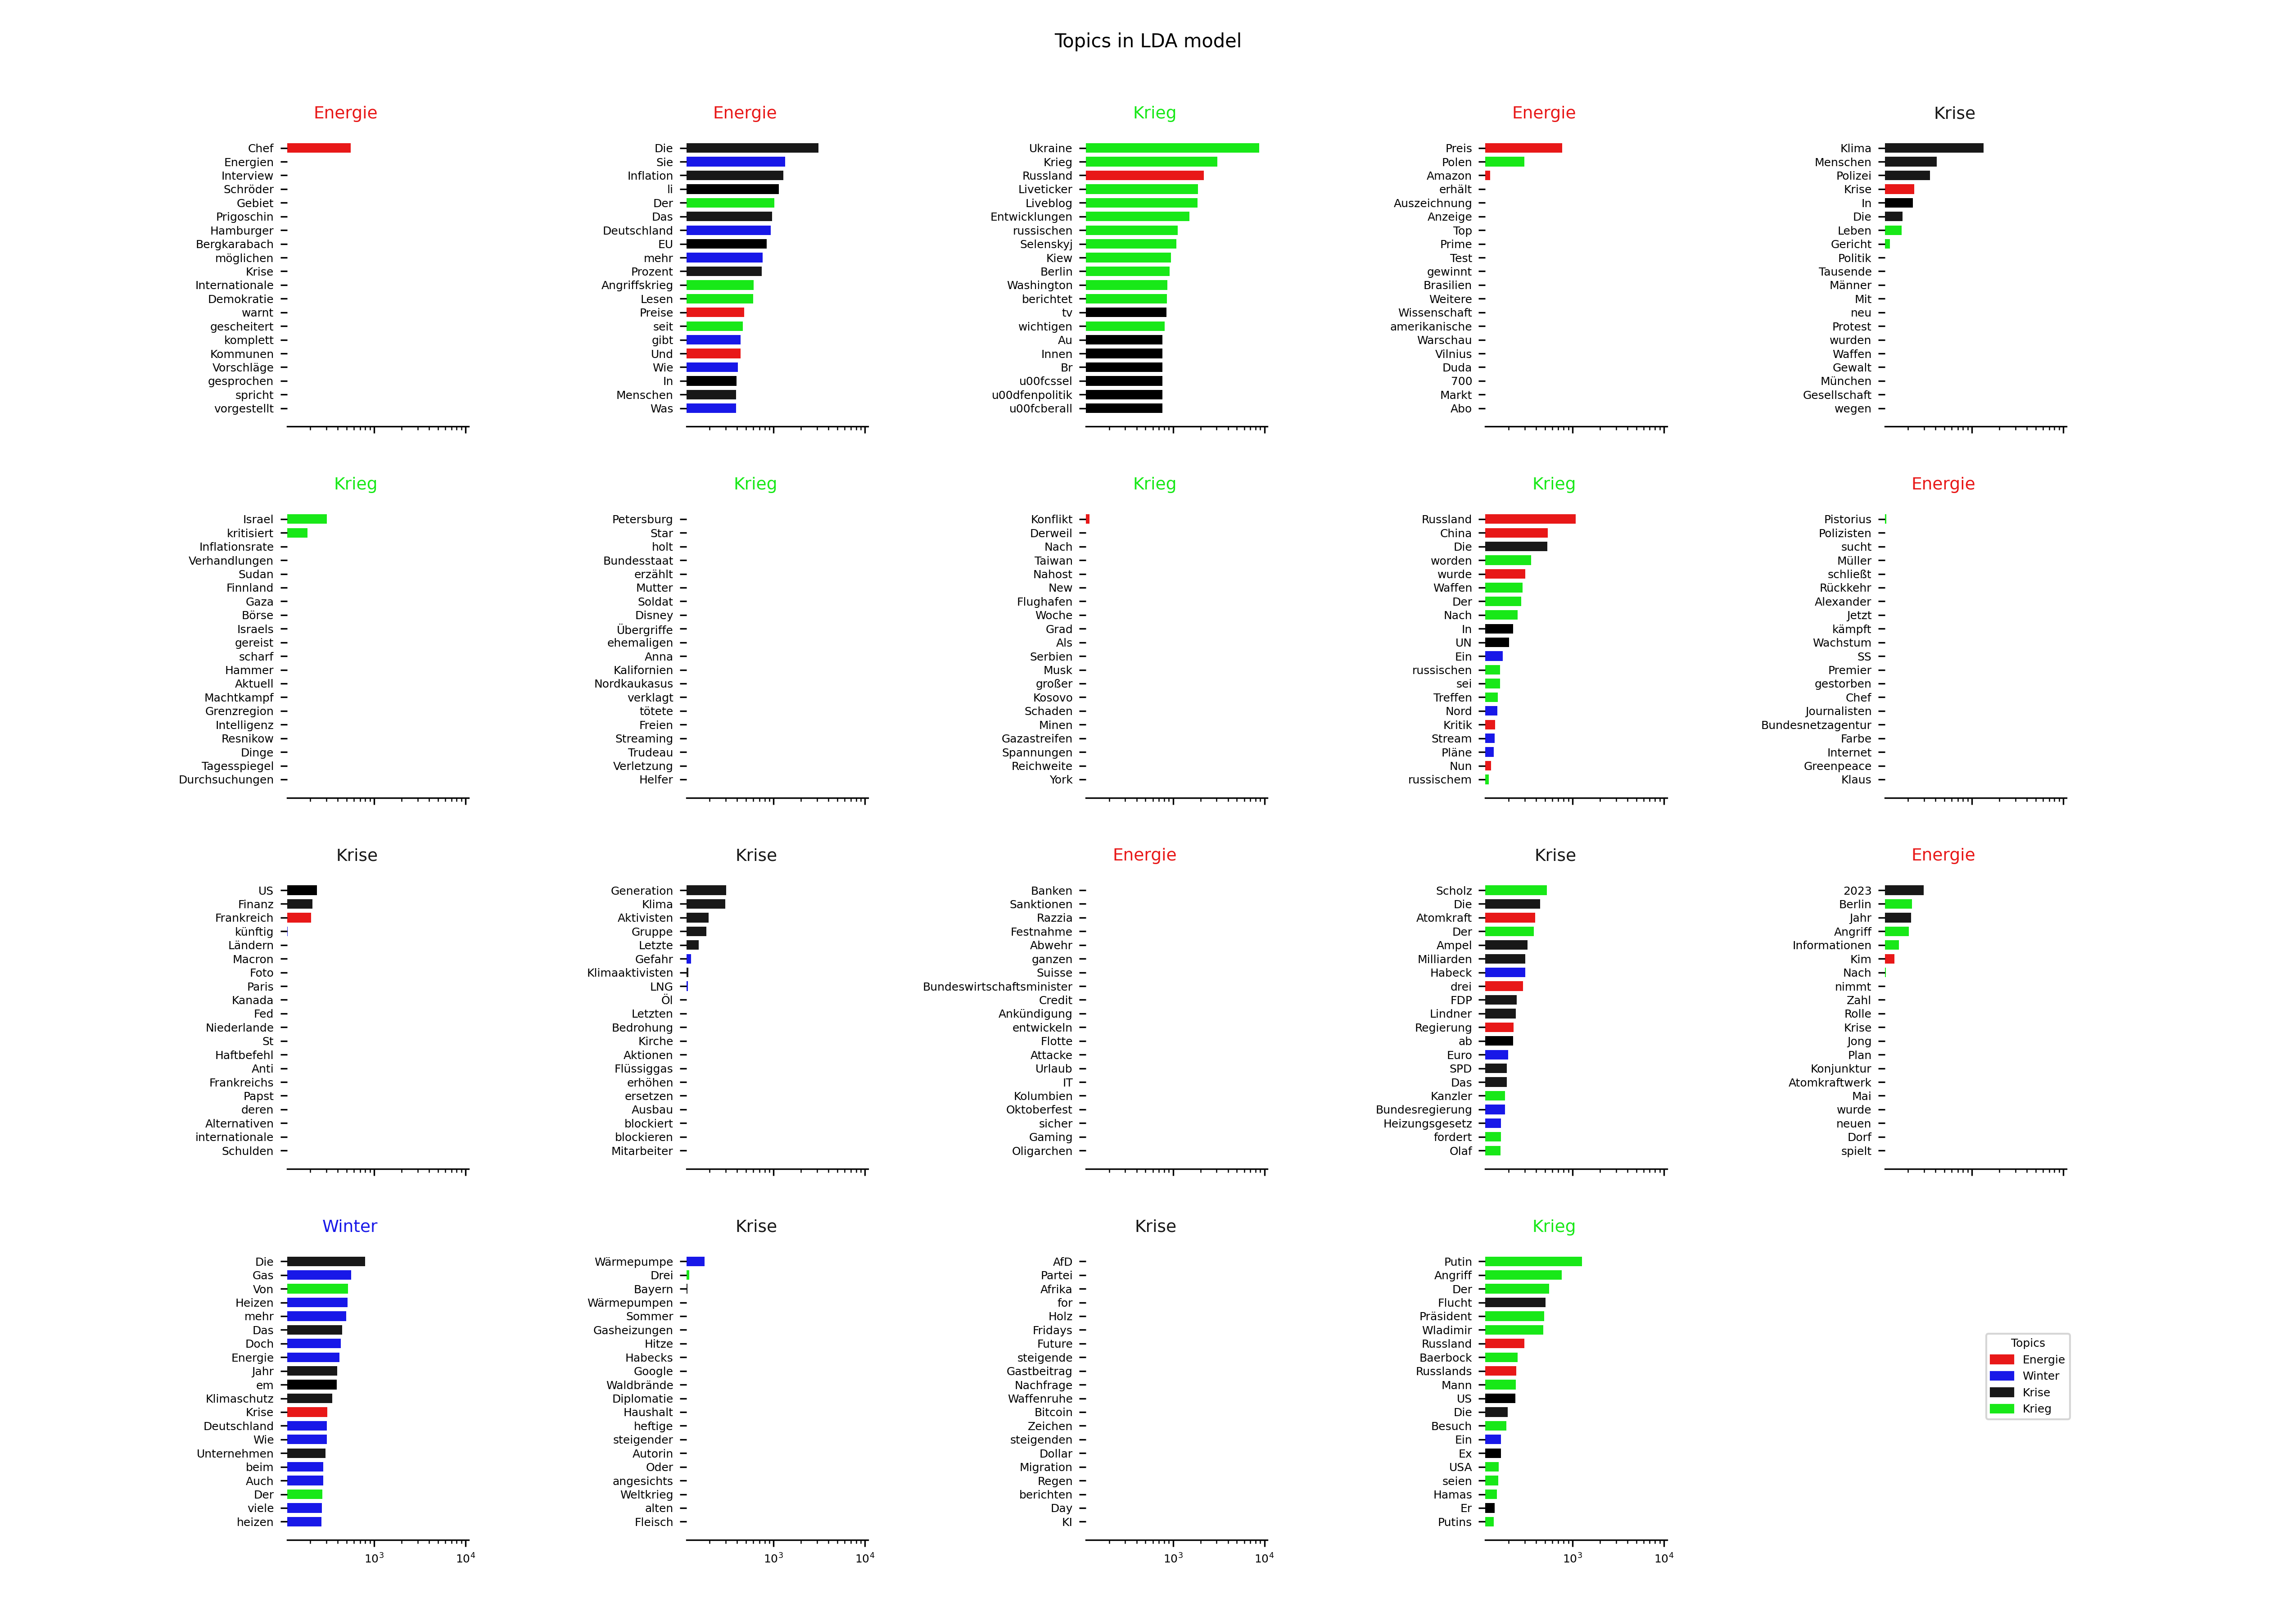 Topics in LDA model
Energie
Chef
Energien
Interview
Schröder
Gebiet
Prigoschin
Hamburger
Bergkarabach
möglichen
Krise
Internationale
Demokratie
warnt
gescheitert
komplett
Kommunen
Vorschläge
gesprochen
spricht
vorgestellt
Energie
Die
Sie
Inflation
li
Der
Das
Deutschland
EU
mehr
Prozent
Angriffskrieg
Lesen
Preise
seit
gibt
Und
Wie
In
Menschen
Was
Krieg
Ukraine
Krieg
Russland
Liveticker
Liveblog
Entwicklungen
russischen
Selenskyj
Kiew
Berlin
Washington
berichtet
tv
wichtigen
Au
Innen
Br
u00fcssel
u00dfenpolitik
u00fcberall
Energie
Preis
Polen
Amazon
erhält
Auszeichnung
Anzeige
Top
Prime
Test
gewinnt
Brasilien
Weitere
Wissenschaft
amerikanische
Warschau
Vilnius
Duda
700
Markt
Abo
Krise
Klima
Menschen
Polizei
Krise
In
Die
Leben
Gericht
Politik
Tausende
Männer
Mit
neu
Protest
wurden
Waffen
Gewalt
München
Gesellschaft
wegen
Krieg
Israel
kritisiert
Inflationsrate
Verhandlungen
Sudan
Finnland
Gaza
Börse
Israels
gereist
scharf
Hammer
Aktuell
Machtkampf
Grenzregion
Intelligenz
Resnikow
Dinge
Tagesspiegel
Durchsuchungen
Krieg
Petersburg
Star
holt
Bundesstaat
erzählt
Mutter
Soldat
Disney
Übergriffe
ehemaligen
Anna
Kalifornien
Nordkaukasus
verklagt
tötete
Freien
Streaming
Trudeau
Verletzung
Helfer
Krieg
Konflikt
Derweil
Nach
Taiwan
Nahost
New
Flughafen
Woche
Grad
Als
Serbien
Musk
großer
Kosovo
Schaden
Minen
Gazastreifen
Spannungen
Reichweite
York
Krieg
Russland
China
Die
worden
wurde
Waffen
Der
Nach
In
UN
Ein
russischen
sei
Treffen
Nord
Kritik
Stream
Pläne
Nun
russischem
Energie
Pistorius
Polizisten
sucht
Müller
schließt
Rückkehr
Alexander
Jetzt
kämpft
Wachstum
SS
Premier
gestorben
Chef
Journalisten
Bundesnetzagentur
Farbe
Internet
Greenpeace
Klaus
Krise
US
Finanz
Frankreich
künftig
Ländern
Macron
Foto
Paris
Kanada
Fed
Niederlande
St
Haftbefehl
Anti
Frankreichs
Papst
deren
Alternativen
internationale
Schulden
Krise
Generation
Klima
Aktivisten
Gruppe
Letzte
Gefahr
Klimaaktivisten
LNG
Öl
Letzten
Bedrohung
Kirche
Aktionen
Flüssiggas
erhöhen
ersetzen
Ausbau
blockiert
blockieren
Mitarbeiter
Energie
Banken
Sanktionen
Razzia
Festnahme
Abwehr
ganzen
Suisse
Bundeswirtschaftsminister
Credit
Ankündigung
entwickeln
Flotte
Attacke
Urlaub
IT
Kolumbien
Oktoberfest
sicher
Gaming
Oligarchen
Krise
Scholz
Die
Atomkraft
Der
Ampel
Milliarden
Habeck
drei
FDP
Lindner
Regierung
ab
Euro
SPD
Das
Kanzler
Bundesregierung
Heizungsgesetz
fordert
Olaf
Energie
2023
Berlin
Jahr
Angriff
Informationen
Kim
Nach
nimmt
Zahl
Rolle
Krise
Jong
Plan
Konjunktur
Atomkraftwerk
Mai
wurde
neuen
Dorf
spielt
Winter
Die
Gas
Von
Heizen
mehr
Das
Doch
Energie
Jahr
em
Klimaschutz
Krise
Deutschland
Wie
Unternehmen
beim
Auch
Der
viele
heizen
10³ 10⁴
Krise
Wärmepumpe
Drei
Bayern
Wärmepumpen
Sommer
Gasheizungen
Hitze
Habecks
Google
Waldbrände
Diplomatie
Haushalt
heftige
steigender
Autorin
Oder
angesichts
Weltkrieg
alten
Fleisch
10³ 10⁴
Krise
AfD
Partei
Afrika
for
Holz
Fridays
Future
steigende
Gastbeitrag
Nachfrage
Waffenruhe
Bitcoin
Zeichen
steigenden
Dollar
Migration
Regen
berichten
Day
KI
10³ 10⁴
Krieg
Putin
Angriff
Der
Flucht
Präsident
Wladimir
Russland
Baerbock
Russlands
Mann
US
Die
Besuch
Ein
Ex
USA
seien
Hamas
Er
Putins
10³ 10⁴
Topics
Energie
Winter
Krise
Krieg